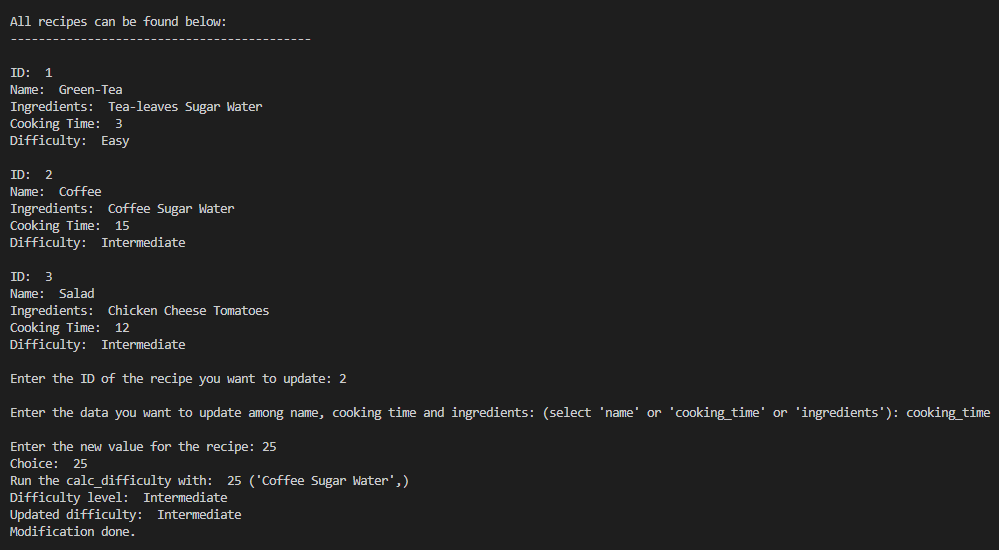 All recipes can be found below:
-------------------------------------------
ID:  1
Name:  Green-Tea
Ingredients:  Tea-leaves Sugar Water
Cooking Time:  3
Difficulty:  Easy
ID:  2
Name:  Coffee
Ingredients:  Coffee Sugar Water
Cooking Time:  15
Difficulty:  Intermediate
ID:  3
Name:  Salad
Ingredients:  Chicken Cheese Tomatoes
Cooking Time:  12
Difficulty:  Intermediate
Enter the ID of the recipe you want to update: 2
Enter the data you want to update among name, cooking time and ingredients: (select 'name' or 'cooking_time' or 'ingredients'): cooking_time
Enter the new value for the recipe: 25
Choice:  25
Run the calc_difficulty with:  25 ('Coffee Sugar Water',)
Difficulty level:  Intermediate
Updated difficulty:  Intermediate
Modification done.